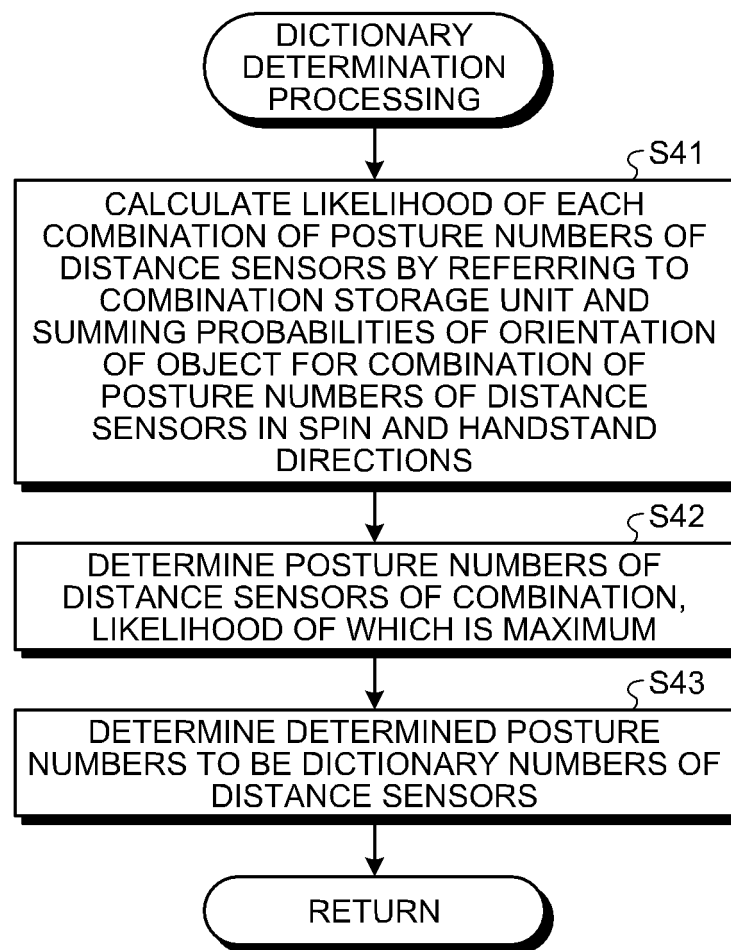 DICTIONARY
DETERMINATION
PROCESSING
S41
CALCULATE LIKELIHOOD OF EACH
COMBINATION OF POSTURE NUMBERS OF
DISTANCE SENSORS BY REFERRING TO
COMBINATION STORAGE UNIT AND
SUMMING PROBABILITIES OF ORIENTATION
OF OBJECT FOR COMBINATION OF
POSTURE NUMBERS OF DISTANCE
SENSORS IN SPIN AND HANDSTAND
DIRECTIONS
S42
DETERMINE POSTURE NUMBERS OF
DISTANCE SENSORS OF COMBINATION,
LIKELIHOOD OF WHICH IS MAXIMUM
S43
DETERMINE DETERMINED POSTURE
NUMBERS TO BE DICTIONARY NUMBERS OF
DISTANCE SENSORS
RETURN